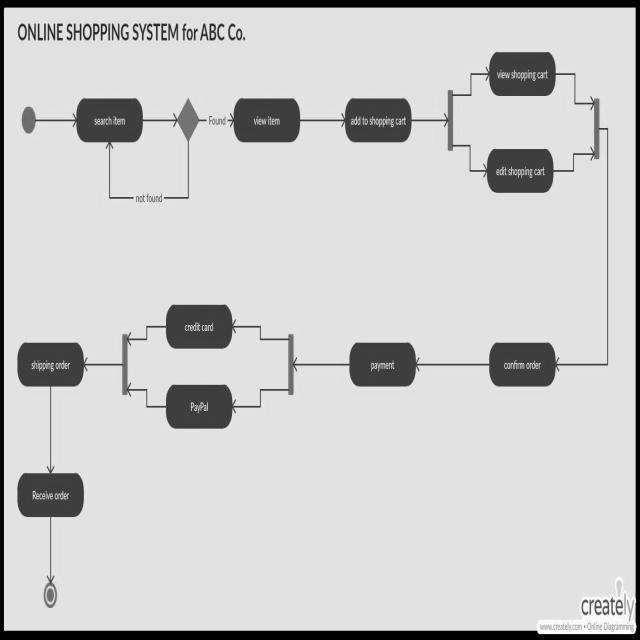 ONLINE SHOPPING SYSTEM for ABC Co.
view shopping cart
search item
Found
view item
add to shopping cart
edit shopping cart
not found
credit card
shipping order
payment
confirm order
PayPal
Receive order
creately
www.creately.com • Online Diagramming